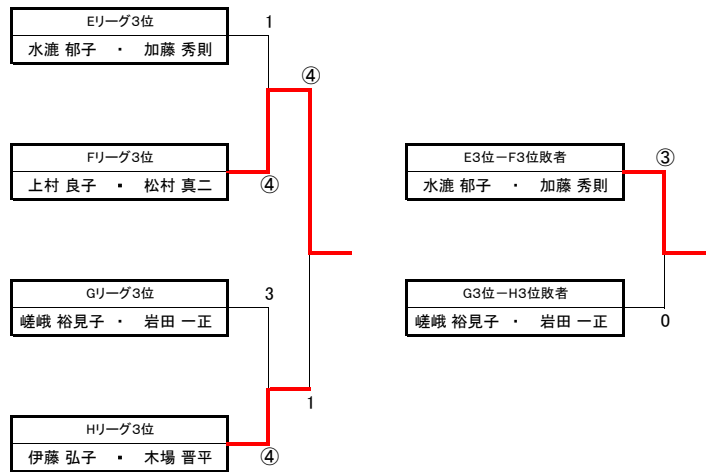 Eリーグ3位
水漉 郁子 ・ 加藤 秀則
1
④
Fリーグ3位
上村 良子 ・ 松村 真二
④
Gリーグ3位
嵯峨 裕見子 ・ 岩田 一正
3
1
Hリーグ3位
伊藤 弘子 ・ 木場 晋平
④
E3位－F3位敗者
水漉 郁子 ・ 加藤 秀則
③
G3位－H3位敗者
嵯峨 裕見子 ・ 岩田 一正
0